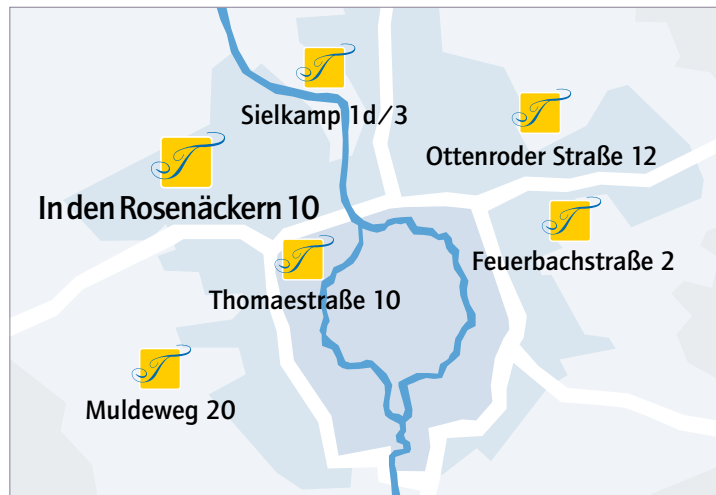 Sielkamp 1d/3
Ottenroder Straße 12
In den Rosenäckern 10
Feuerbachstraße 2
Thomaestraße 10
Muldeweg 20